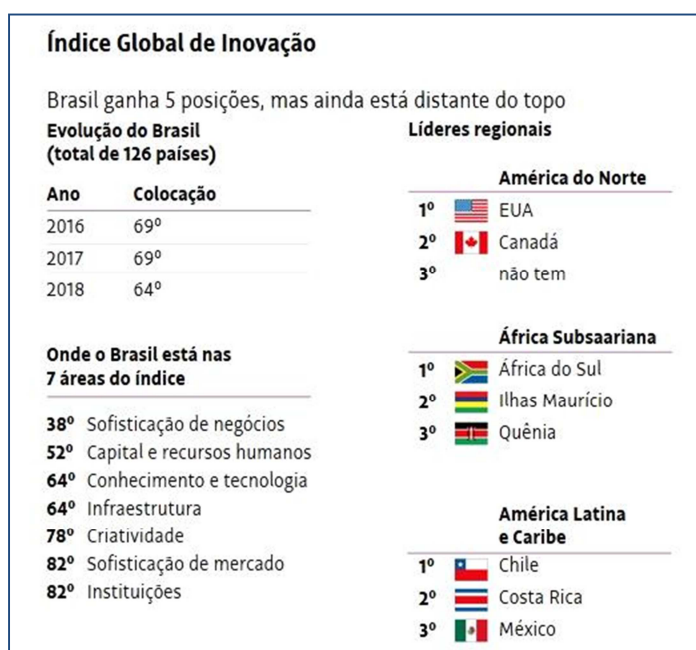 Índice Global de Inovação
Brasil ganha 5 posições, mas ainda está distante do topo
Evolução do Brasil
(total de 126 países)
Ano Colocação
2016 69º
2017 69º
2018 64º
Onde o Brasil está nas
7 áreas do índice
38º Sofisticação de negócios
52º Capital e recursos humanos
64º Conhecimento e tecnologia
64º Infraestrutura
78º Criatividade
82º Sofisticação de mercado
82º Instituições
Líderes regionais
América do Norte
1º EUA
2º Canadá
3º não tem
África Subsaariana
1º África do Sul
2º Ilhas Maurício
3º Quênia
América Latina
e Caribe
1º Chile
2º Costa Rica
3º México